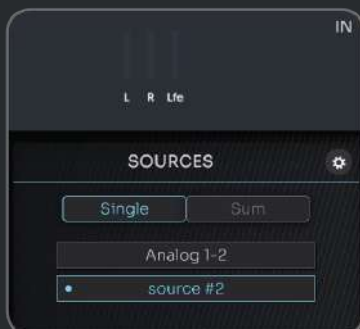 IN
L R Lfe
SOURCES
Single Sum
Analog 1-2
source #2